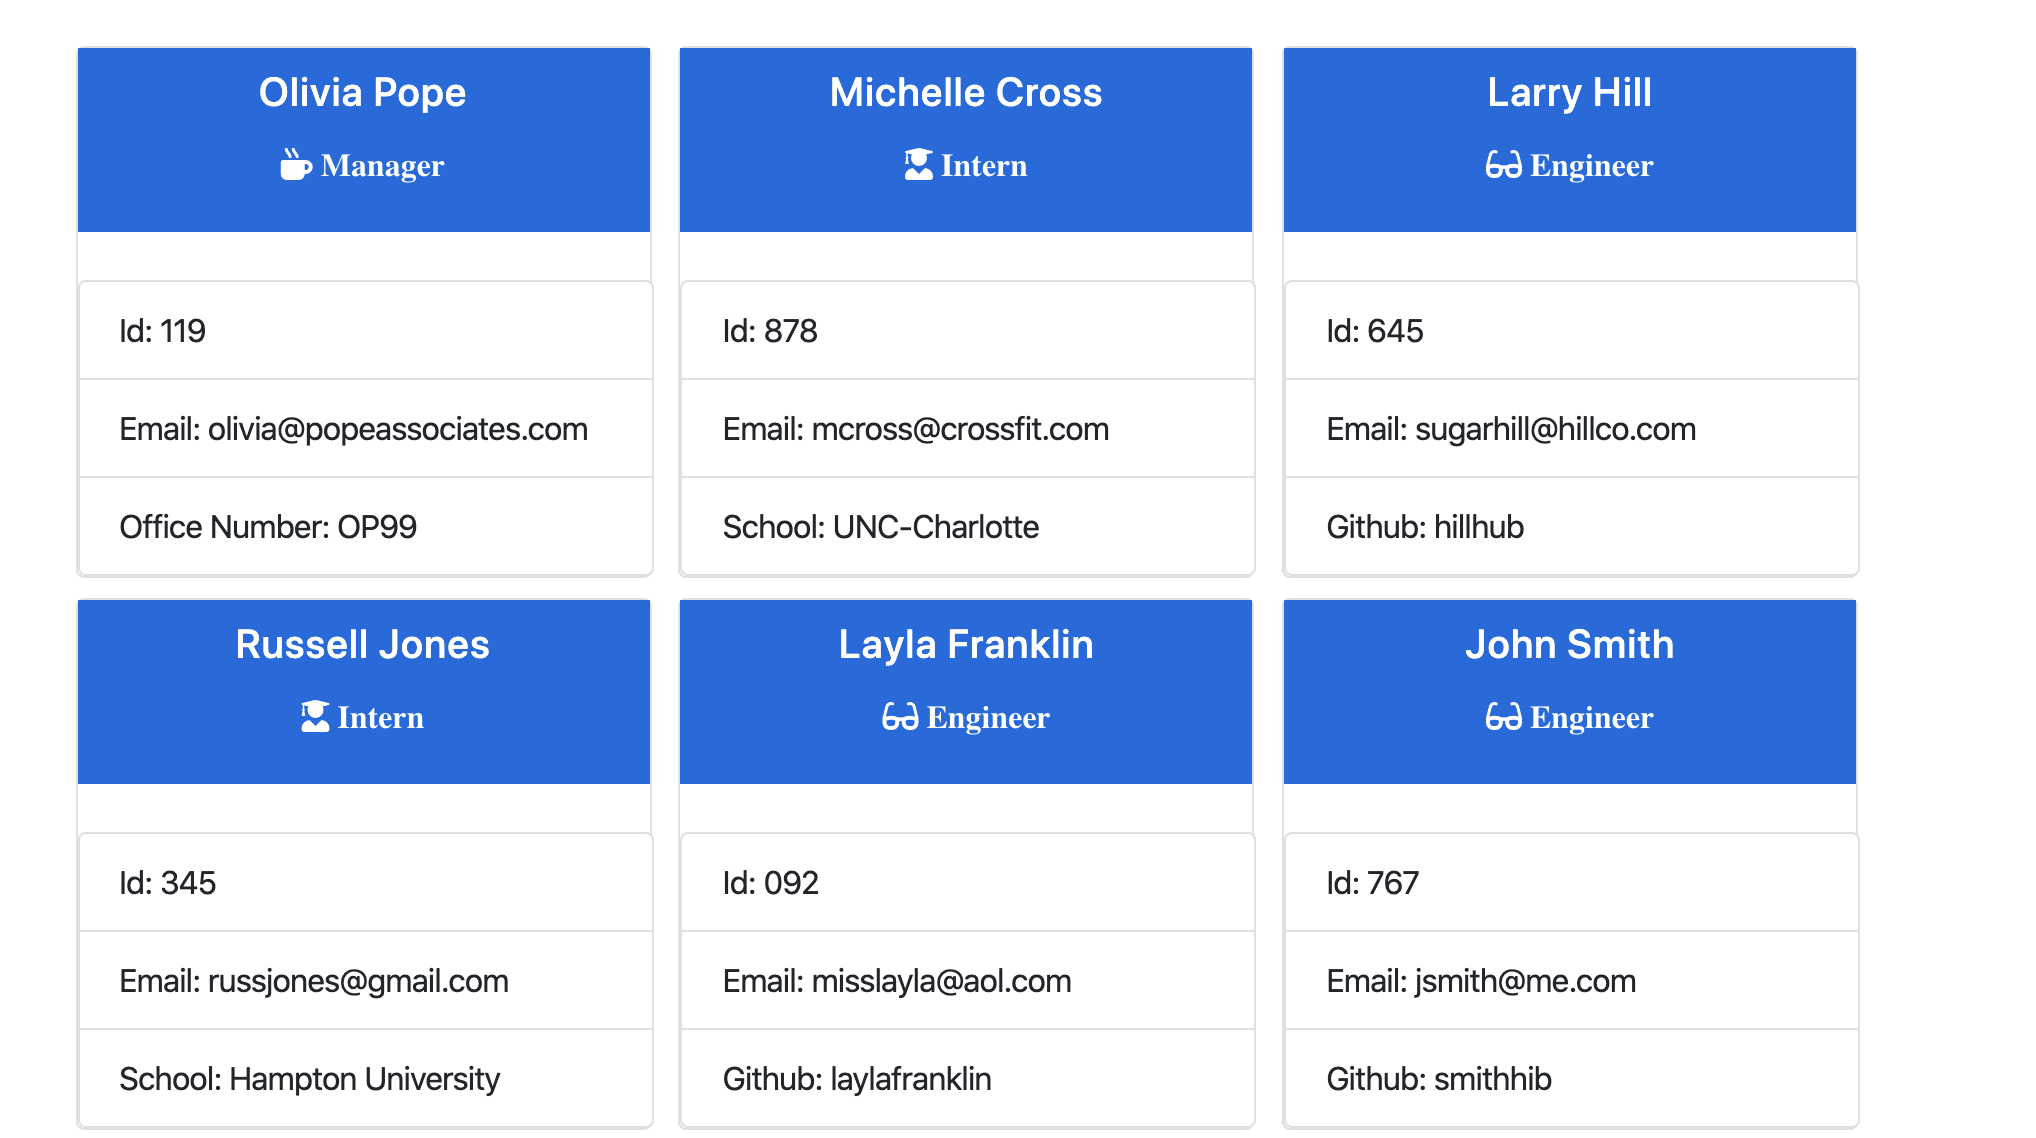 Olivia Pope
Manager
Id: 119
Email: olivia@popeassociates.com
Office Number: OP99
Michelle Cross
Intern
Id: 878
Email: mcross@crossfit.com
School: UNC-Charlotte
Larry Hill
Engineer
Id: 645
Email: sugarhill@hillco.com
Github: hillhub
Russell Jones
Intern
Id: 345
Email: russjones@gmail.com
School: Hampton University
Layla Franklin
Engineer
Id: 092
Email: misslayla@aol.com
Github: laylafranklin
John Smith
Engineer
Id: 767
Email: jsmith@me.com
Github: smithhib